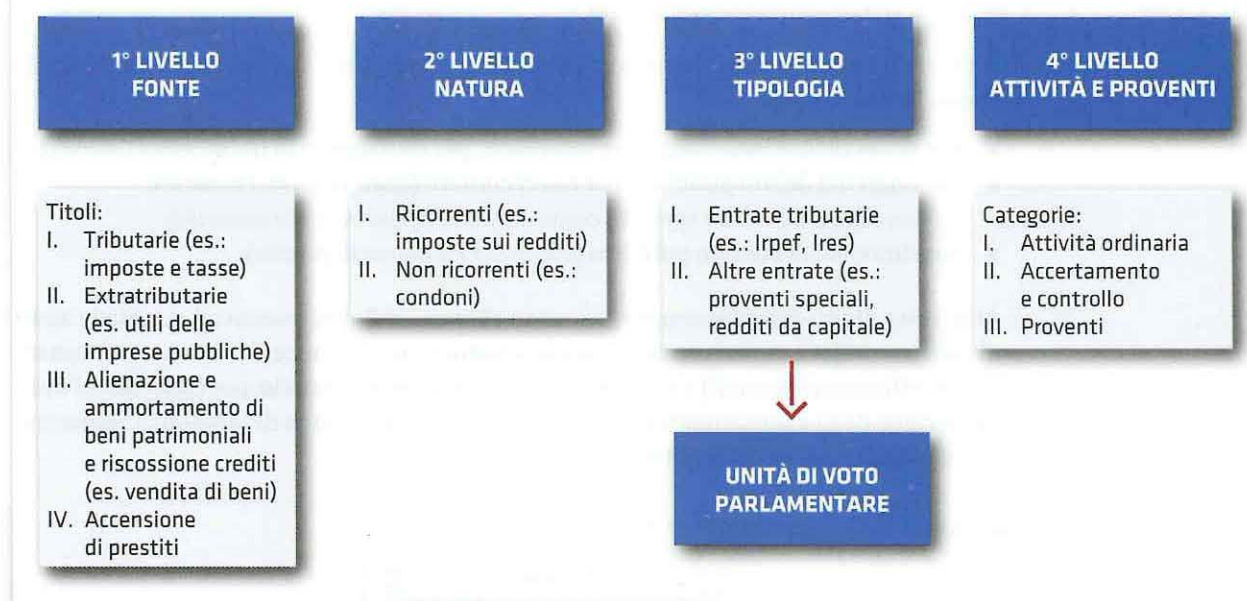 1° LIVELLO
FONTE
2° LIVELLO
NATURA
3° LIVELLO
TIPOLOGIA
4° LIVELLO
ATTIVITÀ E PROVENTI
Titoli:
I. Tributarie (es.:
imposte e tasse)
II. Extratributarie
(es. utili delle
imprese pubbliche)
III. Alienazione e
ammortamento di
beni patrimoniali
e riscossione crediti
(es. vendita di beni)
IV. Accensione
di prestiti
I. Ricorrenti (es.:
imposte sui redditi)
II. Non ricorrenti (es.:
condoni)
I. Entrate tributarie
(es.: Irpef, Ires)
II. Altre entrate (es.:
proventi speciali,
redditi da capitale)
Categorie:
I. Attività ordinaria
II. Accertamento
e controllo
III. Proventi
UNITÀ DI VOTO
PARLAMENTARE